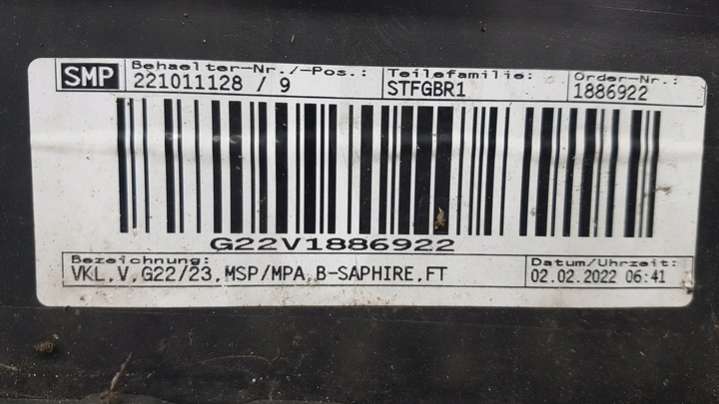 SMP Behaelter-Nr./-Pos.: Teilefamilie: Order-Nr.:
221011128 / 9 STFGBR1 1886922
G22V1886922
Bezeichnung: Datum/Uhrzeit:
VKL,V,G22/23,MSP/MPA,B-SAPHIRE,FT 02.02.2022 06:41